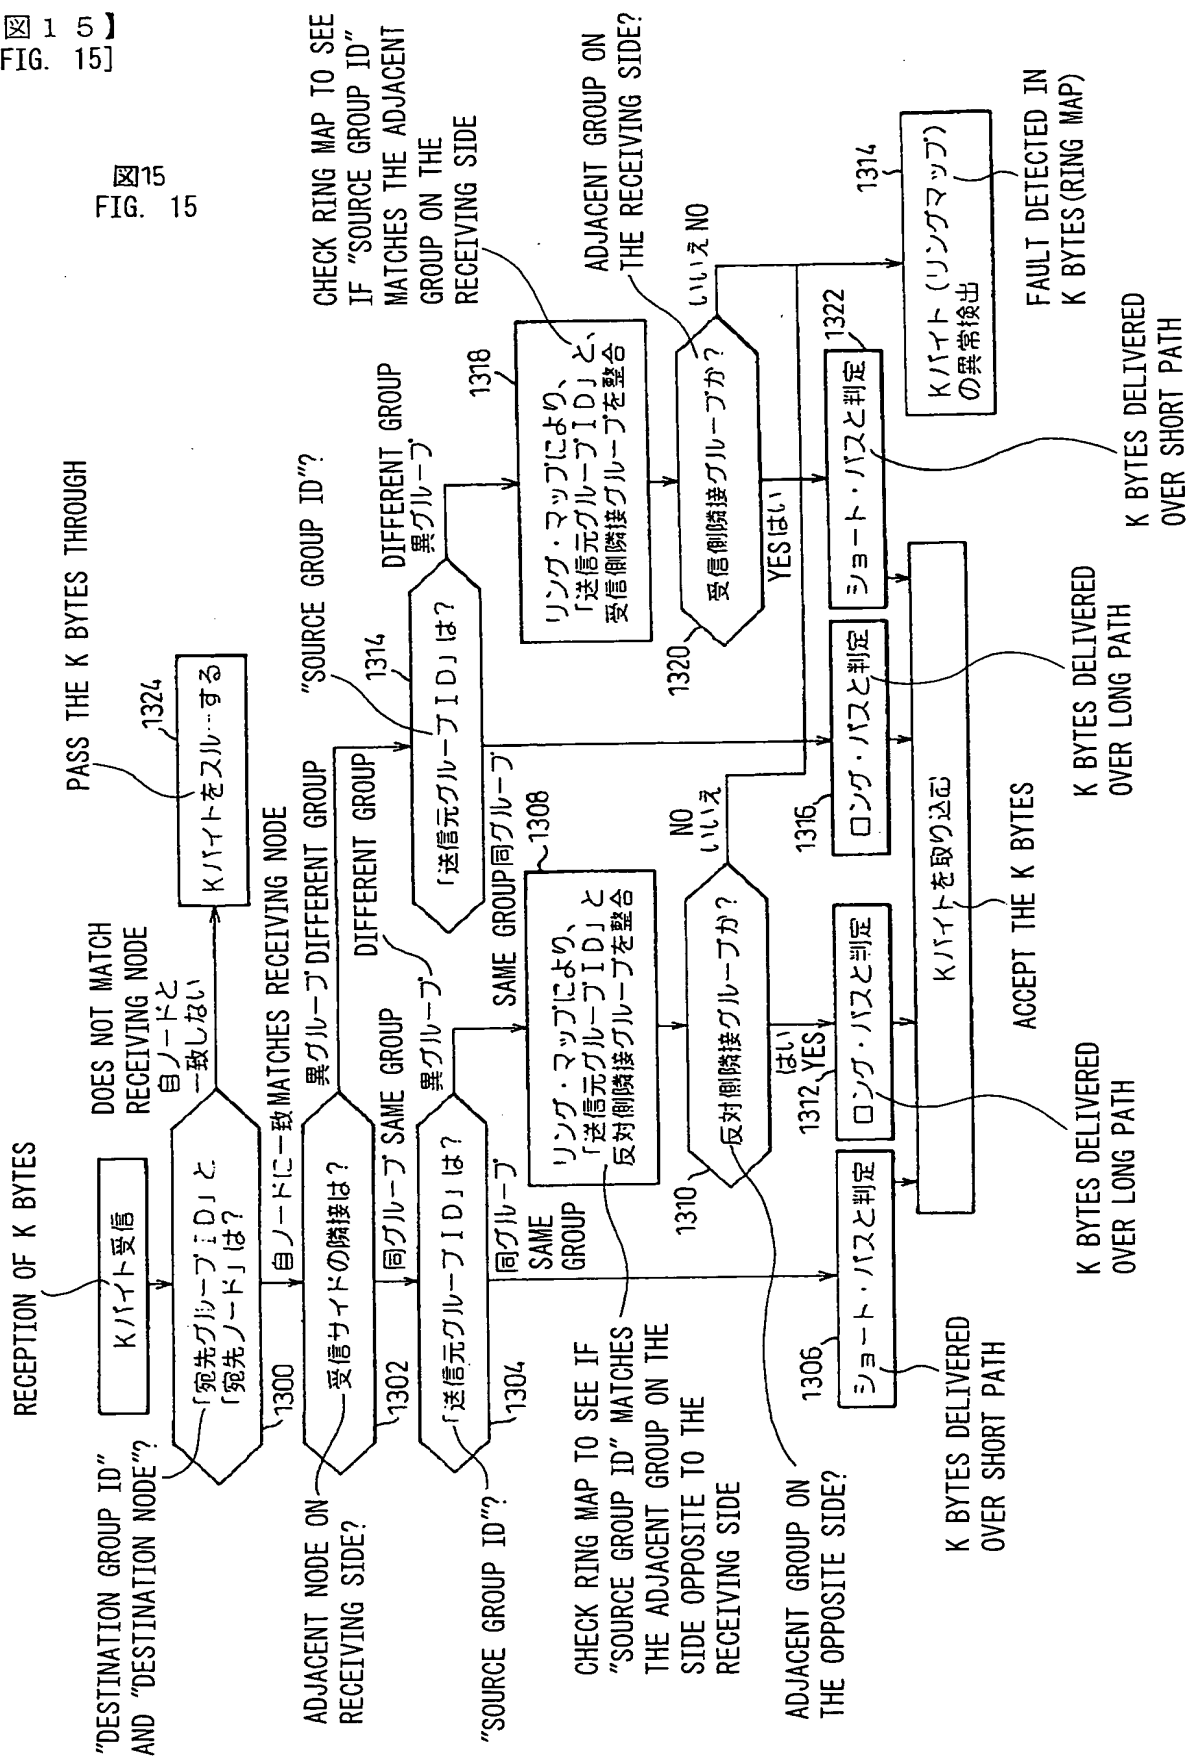 図１５】
FIG. 15]
図15
FIG. 15
RECEPTION OF K BYTES
Kバイト受信
"DESTINATION GROUP ID"
AND "DESTINATION NODE"?
「宛先グループID」と
「宛先ノード」は?
1300
DOES NOT MATCH
RECEIVING NODE
自ノードと
一致しない
PASS THE K BYTES THROUGH
1324
Kバイトをスルーする
自ノードに一致 MATCHES RECEIVING NODE
ADJACENT NODE ON
RECEIVING SIDE?
受信サイドの隣接は?
1302
異グループ DIFFERENT GROUP
同グループ SAME GROUP
"SOURCE GROUP ID"?
「送信元グループID」は?
1304
DIFFERENT GROUP
異グループ
同グループ
SAME
GROUP
"SOURCE GROUP ID"?
1314
「送信元グループID」は?
DIFFERENT GROUP
異グループ
SAME GROUP 同グループ
CHECK RING MAP TO SEE IF
"SOURCE GROUP ID" MATCHES
THE ADJACENT GROUP ON THE
SIDE OPPOSITE TO THE
RECEIVING SIDE
1308
リング・マップにより、
「送信元グループID」と
反対側隣接グループを整合
CHECK RING MAP TO SEE
IF "SOURCE GROUP ID"
MATCHES THE ADJACENT
GROUP ON THE
RECEIVING SIDE
1318
リング・マップにより、
「送信元グループID」と、
受信側隣接グループを整合
ADJACENT GROUP ON
THE OPPOSITE SIDE?
1310
反対側隣接グループか?
NO
いいえ
はい
YES
ADJACENT GROUP ON
THE RECEIVING SIDE?
1320
受信側隣接グループか?
いいえ NO
YES はい
1306
ショート・パスと判定
K BYTES DELIVERED
OVER SHORT PATH
1312
ロング・パスと判定
K BYTES DELIVERED
OVER LONG PATH
1316
ロング・パスと判定
K BYTES DELIVERED
OVER LONG PATH
1322
ショート・パスと判定
K BYTES DELIVERED
OVER SHORT PATH
1314
Kバイト(リングマップ)
の異常検出
FAULT DETECTED IN
K BYTES(RING MAP)
Kバイトを取り込む
ACCEPT THE K BYTES